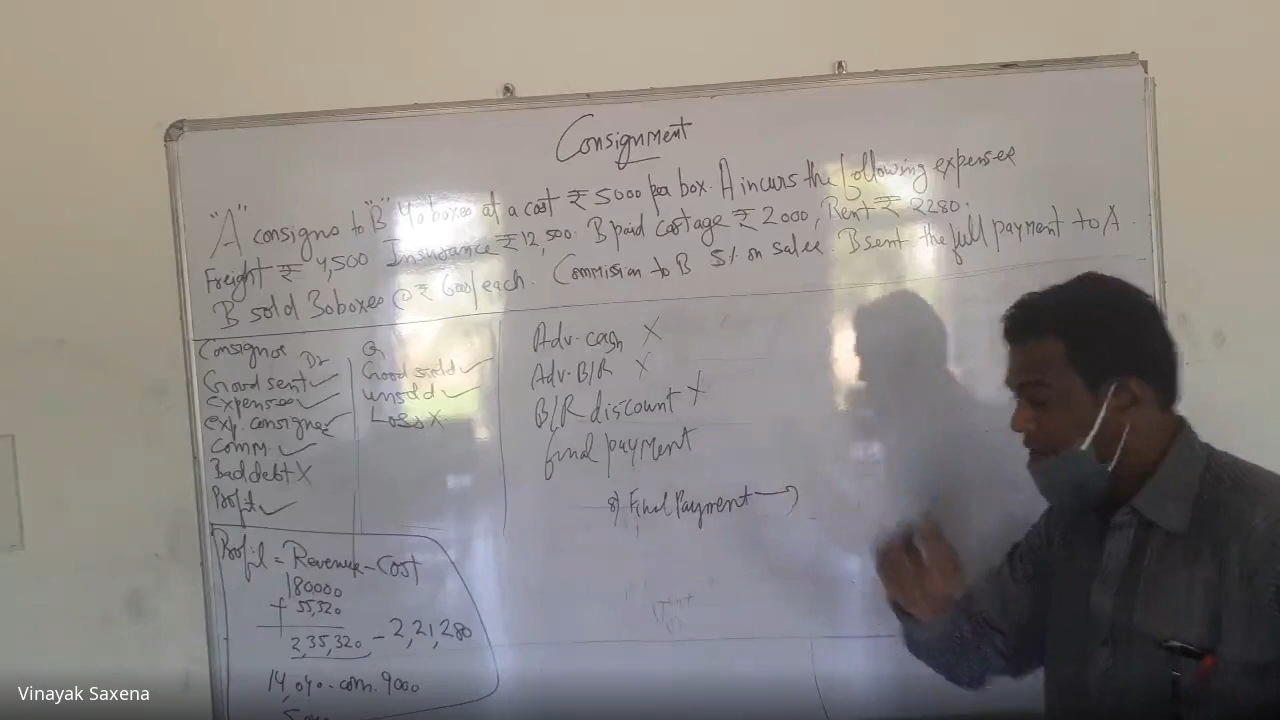 Consignment
"A" consigns to "B" 40 boxes at a cost ₹ 5000 per box. A incurs the following expenses
Freight ₹ 4,500 Insurance ₹ 12,500. B paid cartage ₹ 2000, Rent ₹ 2280.
B sold 30 boxes @ ₹ 6000/each. Commission to B 5% on sales. B sent the full payment to A.
Consignor
Dr
Good sent ✓
Expenses ✓
exp. consignee
Comm. ✓
Bad debt X
Profit ✓
Cr
Good sold ✓
unsold ✓
Loss X
Adv. cash X
Adv. B/R X
B/R discount X
final payment
8) Final Payment →
Profit = Revenue - Cost
180000
+ 55,320
2,35,320 - 2,21,280
14,040 - com. 9000
Vinayak Saxena